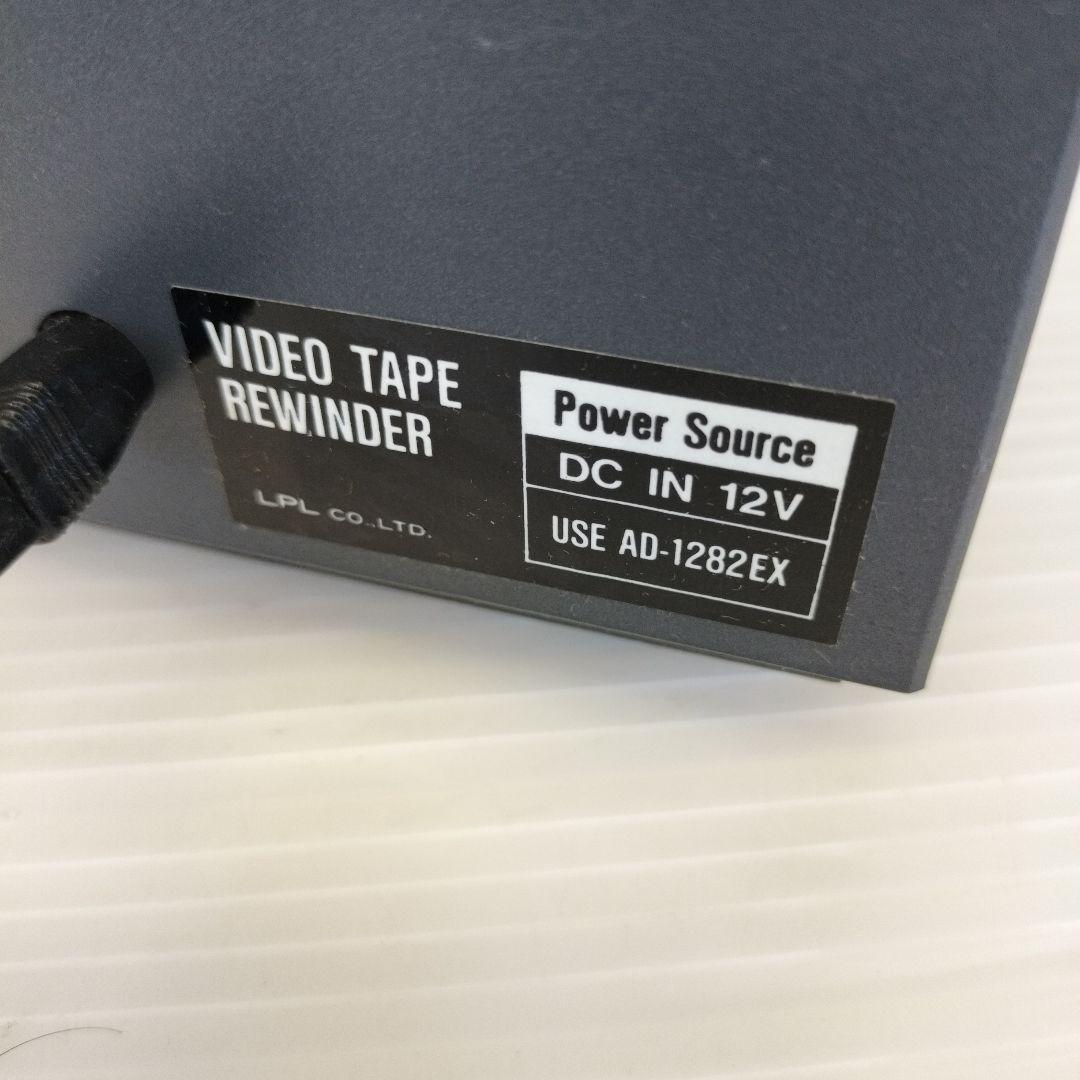 VIDEO TAPE
REWINDER
LPL CO.,LTD.
Power Source
DC IN 12V
USE AD-1282EX